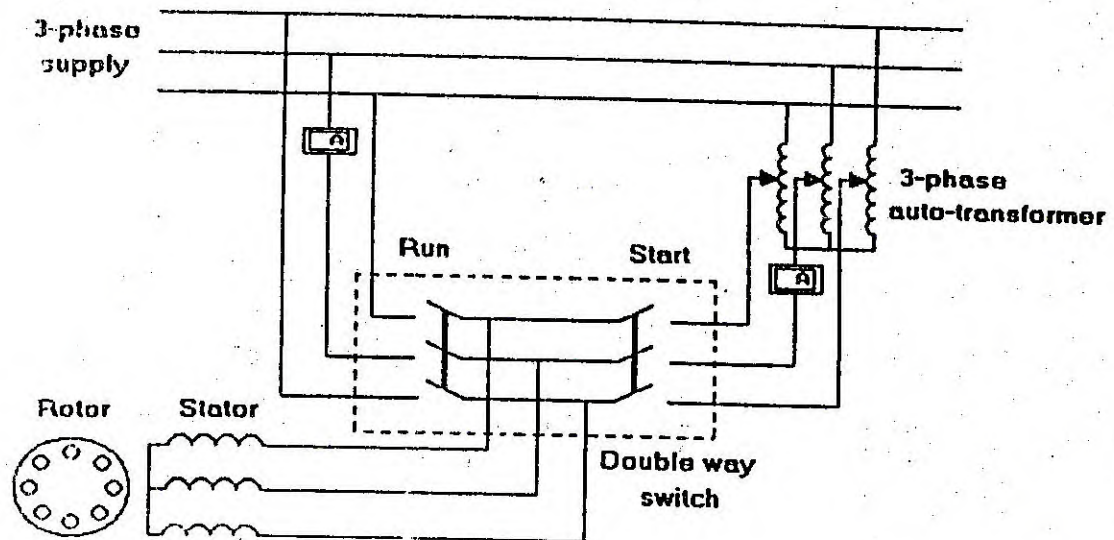 3-phase
supply
A
3-phase
auto-transformer
Run
Start
A
Rotor
Stator
Double way
switch